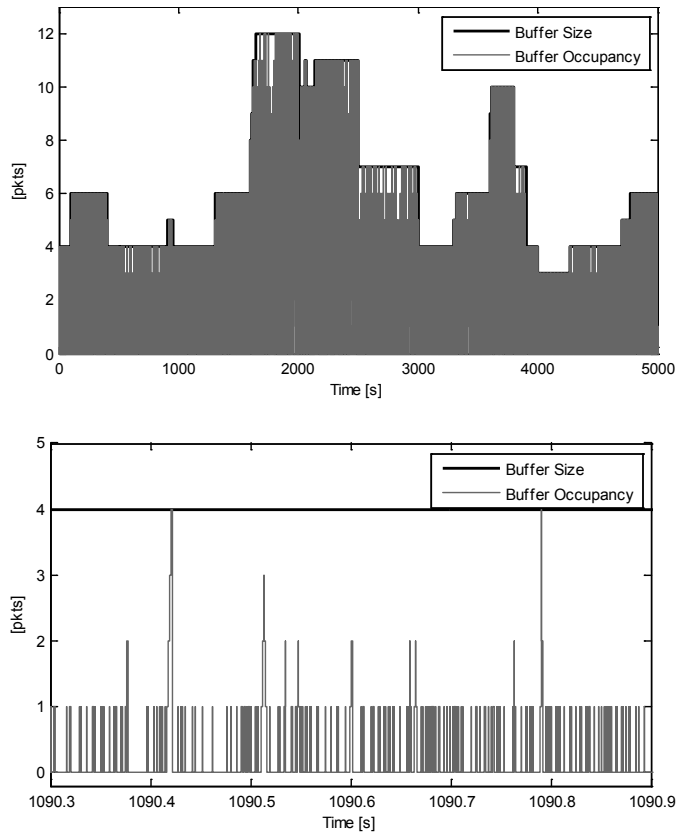 12
10
8
6
4
2
0
[pkts]
Buffer Size
Buffer Occupancy
0 1000 2000 3000 4000 5000
Time [s]
5
4
3
2
1
0
[pkts]
Buffer Size
Buffer Occupancy
1090.3 1090.4 1090.5 1090.6 1090.7 1090.8 1090.9
Time [s]